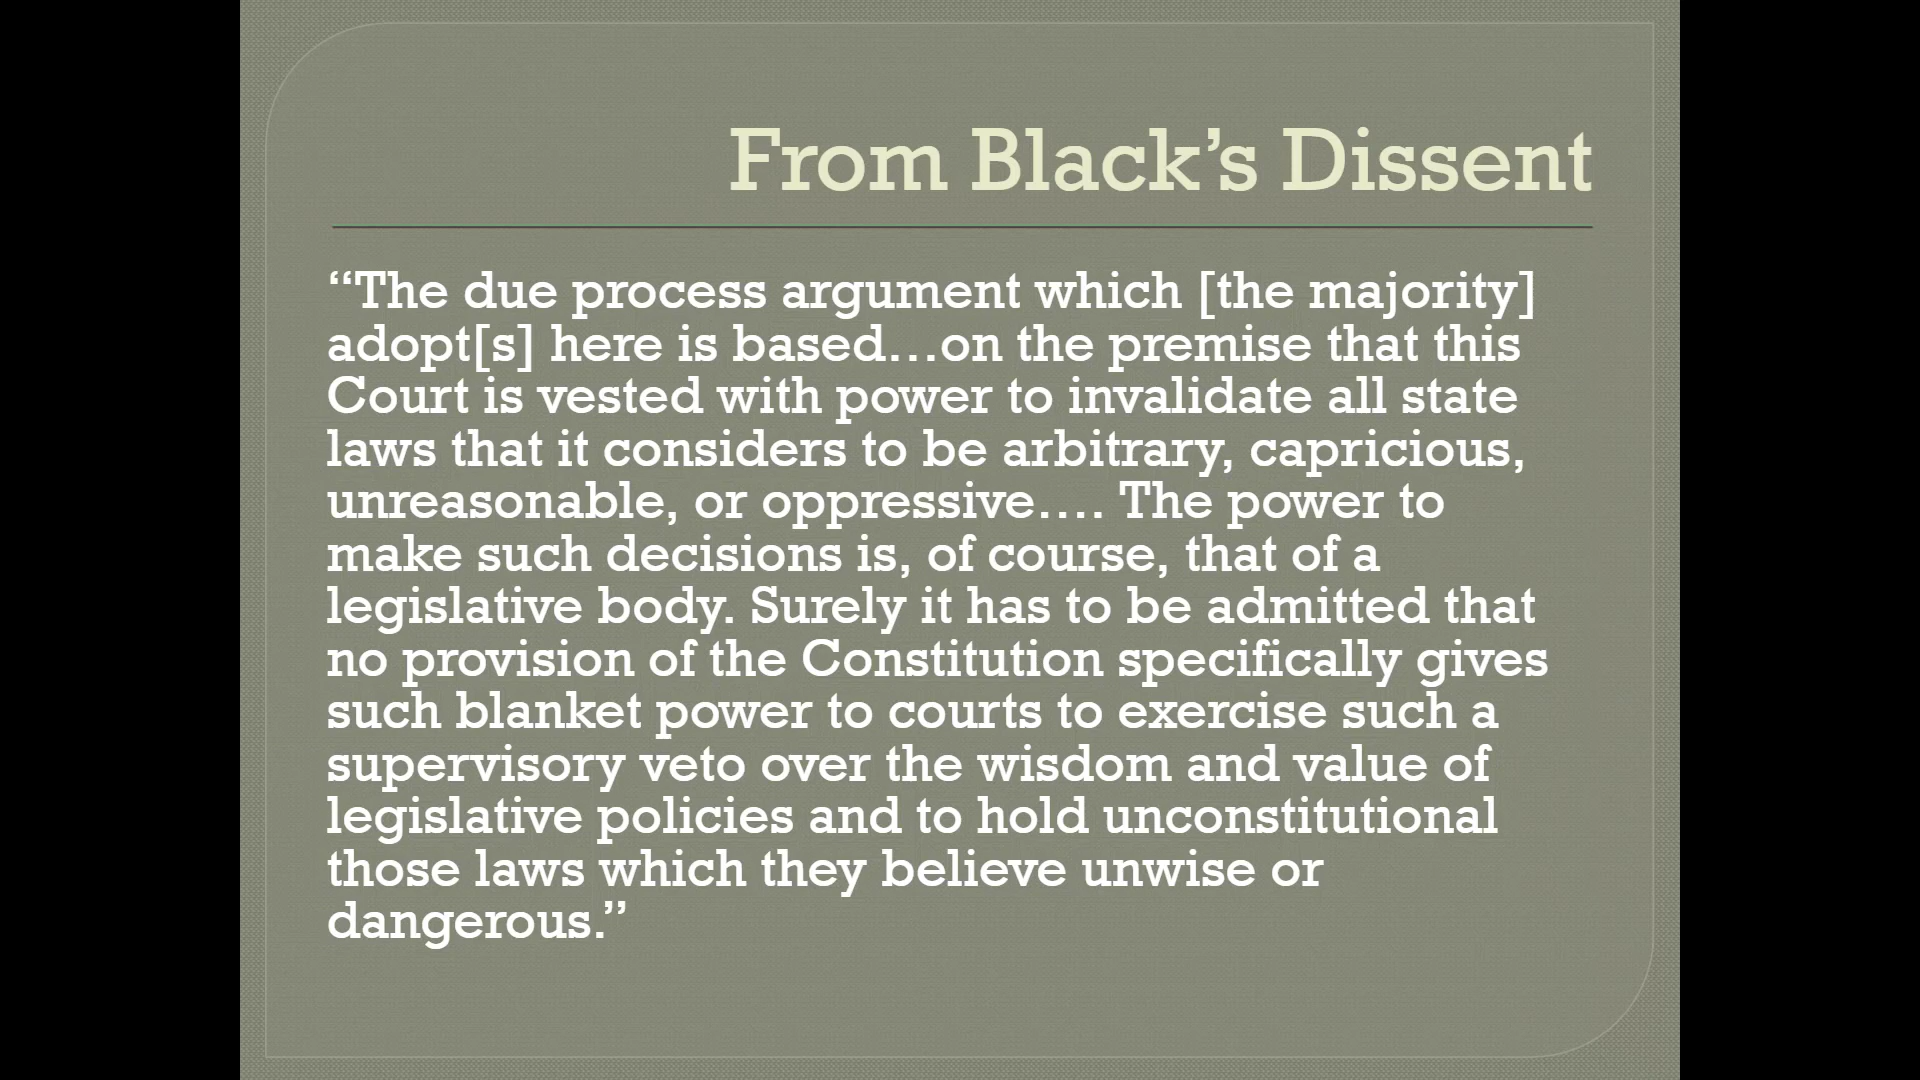 From Black’s Dissent
“The due process argument which [the majority]
adopt[s] here is based…on the premise that this
Court is vested with power to invalidate all state
laws that it considers to be arbitrary, capricious,
unreasonable, or oppressive…. The power to
make such decisions is, of course, that of a
legislative body. Surely it has to be admitted that
no provision of the Constitution specifically gives
such blanket power to courts to exercise such a
supervisory veto over the wisdom and value of
legislative policies and to hold unconstitutional
those laws which they believe unwise or
dangerous.”